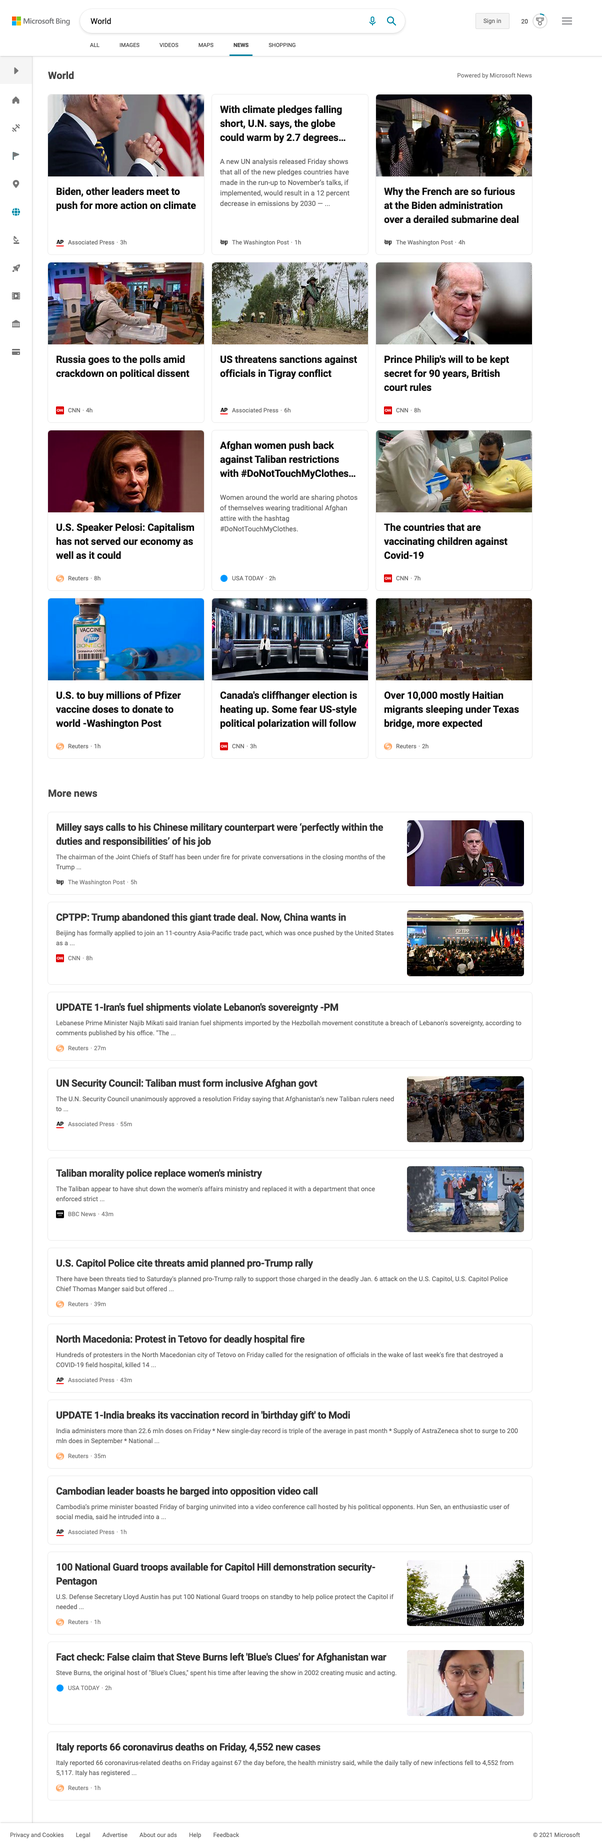 Microsoft Bing
World
Sign in
20
ALL
IMAGES
VIDEOS
MAPS
NEWS
SHOPPING
World
Powered by Microsoft News
Biden, other leaders meet to
push for more action on climate
AP Associated Press · 3h
With climate pledges falling
short, U.N. says, the globe
could warm by 2.7 degrees...
A new UN analysis released Friday shows
that all of the new pledges countries have
made in the run-up to November's talks, if
implemented, would result in a 12 percent
decrease in emissions by 2030 — ...
wp The Washington Post · 1h
Why the French are so furious
at the Biden administration
over a derailed submarine deal
wp The Washington Post · 4h
Russia goes to the polls amid
crackdown on political dissent
CNN CNN · 4h
US threatens sanctions against
officials in Tigray conflict
AP Associated Press · 6h
Prince Philip's will to be kept
secret for 90 years, British
court rules
CNN CNN · 8h
U.S. Speaker Pelosi: Capitalism
has not served our economy as
well as it could
Reuters · 8h
Afghan women push back
against Taliban restrictions
with #DoNotTouchMyClothes...
Women around the world are sharing photos
of themselves wearing traditional Afghan
attire with the hashtag
#DoNotTouchMyClothes.
USA TODAY · 2h
The countries that are
vaccinating children against
Covid-19
CNN CNN · 7h
VACCINE
Pfizer
U.S. to buy millions of Pfizer
vaccine doses to donate to
world -Washington Post
Reuters · 1h
Canada's cliffhanger election is
heating up. Some fear US-style
political polarization will follow
CNN CNN · 3h
Over 10,000 mostly Haitian
migrants sleeping under Texas
bridge, more expected
Reuters · 2h
More news
Milley says calls to his Chinese military counterpart were ‘perfectly within the
duties and responsibilities’ of his job
The chairman of the Joint Chiefs of Staff has been under fire for private conversations in the closing months of the
Trump ...
wp The Washington Post · 5h
CPTPP: Trump abandoned this giant trade deal. Now, China wants in
Beijing has formally applied to join an 11-country Asia-Pacific trade pact, which was once pushed by the United States
as a ...
CNN CNN · 8h
CPTPP
UPDATE 1-Iran's fuel shipments violate Lebanon's sovereignty -PM
Lebanese Prime Minister Najib Mikati said Iranian fuel shipments imported by the Hezbollah movement constitute a breach of Lebanon's sovereignty, according to
comments published by his office. "The ...
Reuters · 27m
UN Security Council: Taliban must form inclusive Afghan govt
The U.N. Security Council unanimously approved a resolution Friday saying that Afghanistan's new Taliban rulers need
to ...
AP Associated Press · 55m
Taliban morality police replace women's ministry
The Taliban appear to have shut down the women's affairs ministry and replaced it with a department that once
enforced strict ...
BBC News · 43m
U.S. Capitol Police cite threats amid planned pro-Trump rally
There have been threats tied to Saturday's planned pro-Trump rally to support those charged in the deadly Jan. 6 attack on the U.S. Capitol, U.S. Capitol Police
Chief Thomas Manger said but offered ...
Reuters · 39m
North Macedonia: Protest in Tetovo for deadly hospital fire
Hundreds of protesters in the North Macedonian city of Tetovo on Friday called for the resignation of officials in the wake of last week's fire that destroyed a
COVID-19 field hospital, killed 14 ...
AP Associated Press · 43m
UPDATE 1-India breaks its vaccination record in 'birthday gift' to Modi
India administers more than 22.6 mln doses on Friday * New single-day record is triple of the average in past month * Supply of AstraZeneca shot to surge to 200
mln does in September * National ...
Reuters · 35m
Cambodian leader boasts he barged into opposition video call
Cambodia's prime minister boasted Friday of barging uninvited into a video conference call hosted by his political opponents. Hun Sen, an enthusiastic user of
social media, said he intruded into a ...
AP Associated Press · 1h
100 National Guard troops available for Capitol Hill demonstration security-
Pentagon
U.S. Defense Secretary Lloyd Austin has put 100 National Guard troops on standby to help police protect the Capitol if
needed ...
Reuters · 1h
Fact check: False claim that Steve Burns left 'Blue's Clues' for Afghanistan war
Steve Burns, the original host of "Blue's Clues," spent his time after leaving the show in 2002 creating music and acting.
USA TODAY · 2h
Italy reports 66 coronavirus deaths on Friday, 4,552 new cases
Italy reported 66 coronavirus-related deaths on Friday against 67 the day before, the health ministry said, while the daily tally of new infections fell to 4,552 from
5,117. Italy has registered ...
Reuters · 1h
Privacy and Cookies
Legal
Advertise
About our ads
Help
Feedback
© 2021 Microsoft